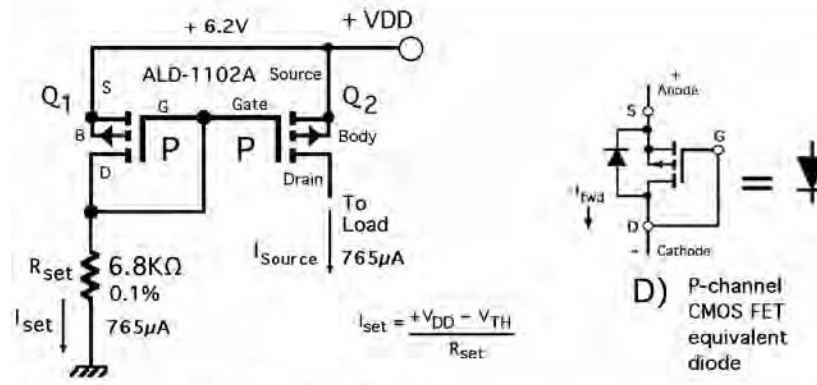 + 6.2V
+ VDD
ALD-1102A
Source
S
Q1
G
Gate
Q2
B
P
P
Body
D
Drain
To
Load
ISource
765µA
Rset
6.8KΩ
0.1%
Iset
765µA
Iset = +VDD − VTH
Rset
+
Anode
S
G
=
Ifwd
D
−
Cathode
D) P-channel
CMOS FET
equivalent
diode